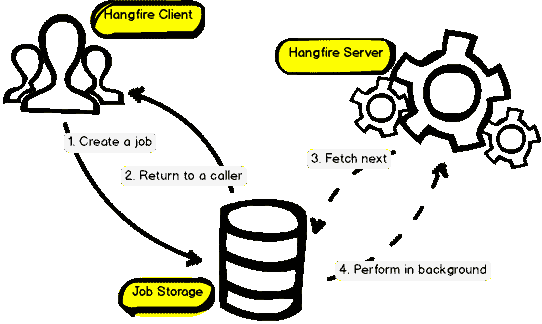 Hangfire Client
Hangfire Server
1. Create a job
3. Fetch next
2. Return to a caller
4. Perform in background
Job Storage